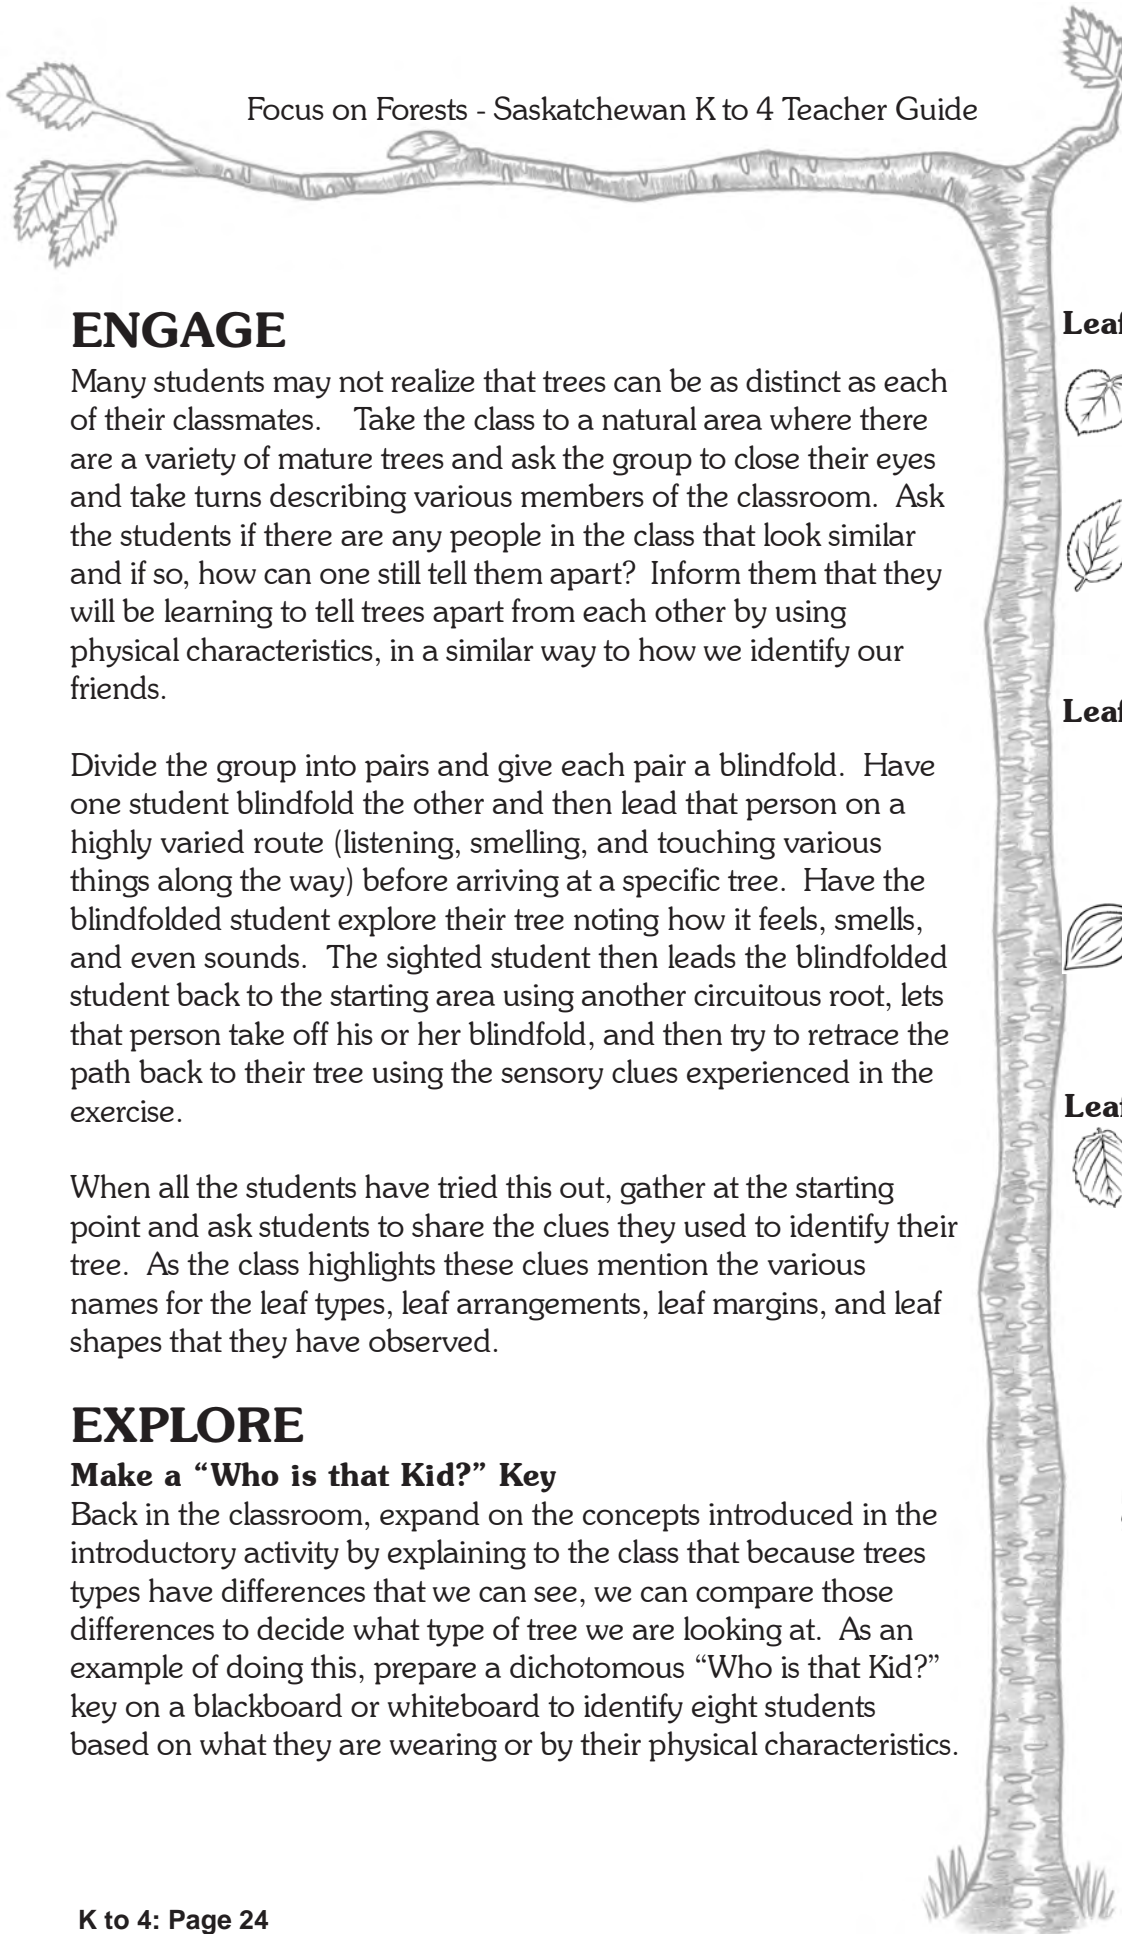 Focus on Forests - Saskatchewan K to 4 Teacher Guide
ENGAGE
Many students may not realize that trees can be as distinct as each
of their classmates. Take the class to a natural area where there
are a variety of mature trees and ask the group to close their eyes
and take turns describing various members of the classroom. Ask
the students if there are any people in the class that look similar
and if so, how can one still tell them apart? Inform them that they
will be learning to tell trees apart from each other by using
physical characteristics, in a similar way to how we identify our
friends.
Divide the group into pairs and give each pair a blindfold. Have
one student blindfold the other and then lead that person on a
highly varied route (listening, smelling, and touching various
things along the way) before arriving at a specific tree. Have the
blindfolded student explore their tree noting how it feels, smells,
and even sounds. The sighted student then leads the blindfolded
student back to the starting area using another circuitous root, lets
that person take off his or her blindfold, and then try to retrace the
path back to their tree using the sensory clues experienced in the
exercise.
When all the students have tried this out, gather at the starting
point and ask students to share the clues they used to identify their
tree. As the class highlights these clues mention the various
names for the leaf types, leaf arrangements, leaf margins, and leaf
shapes that they have observed.
EXPLORE
Make a “Who is that Kid?” Key
Back in the classroom, expand on the concepts introduced in the
introductory activity by explaining to the class that because trees
types have differences that we can see, we can compare those
differences to decide what type of tree we are looking at. As an
example of doing this, prepare a dichotomous “Who is that Kid?”
key on a blackboard or whiteboard to identify eight students
based on what they are wearing or by their physical characteristics.
K to 4: Page 24
Leaf
Leaf
Leaf